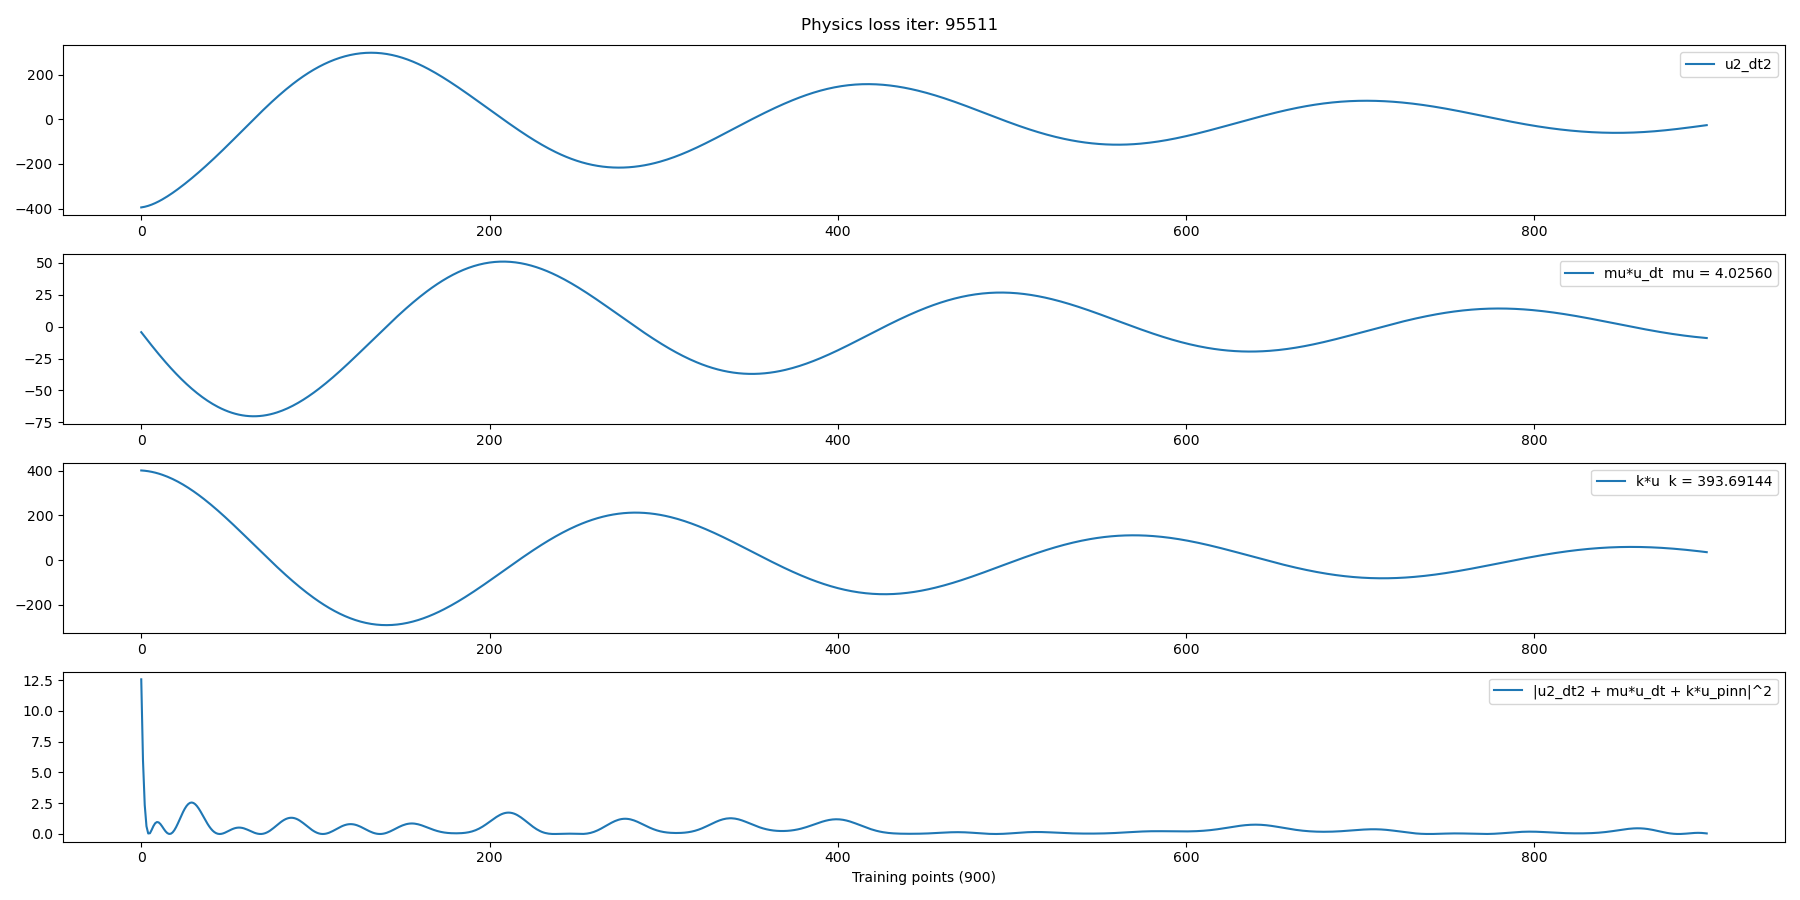 Physics loss iter: 95511
u2_dt2
200
0
−200
−400
0 200 400 600 800
mu*u_dt mu = 4.02560
50
25
0
−25
−50
−75
0 200 400 600 800
k*u k = 393.69144
400
200
0
−200
0 200 400 600 800
|u2_dt2 + mu*u_dt + k*u_pinn|^2
12.5
10.0
7.5
5.0
2.5
0.0
0 200 400 600 800
Training points (900)